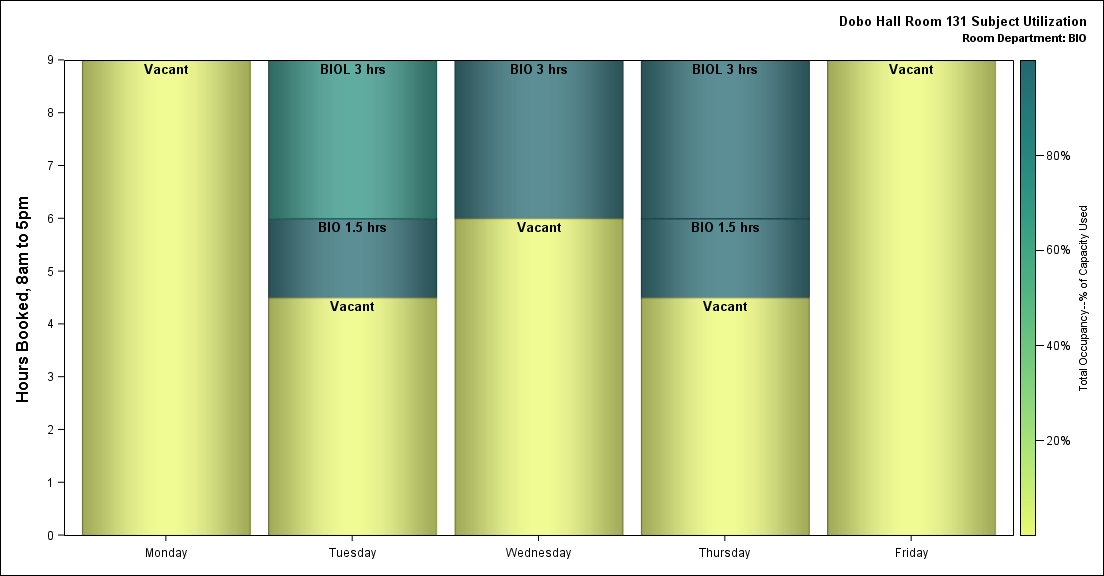 Dobo Hall Room 131 Subject Utilization
Room Department: BIO
Hours Booked, 8am to 5pm
9
8
7
6
5
4
3
2
1
0
Vacant
BIOL 3 hrs
BIO 1.5 hrs
Vacant
BIO 3 hrs
Vacant
BIOL 3 hrs
BIO 1.5 hrs
Vacant
Vacant
Monday
Tuesday
Wednesday
Thursday
Friday
80%
60%
40%
20%
Total Occupancy--% of Capacity Used